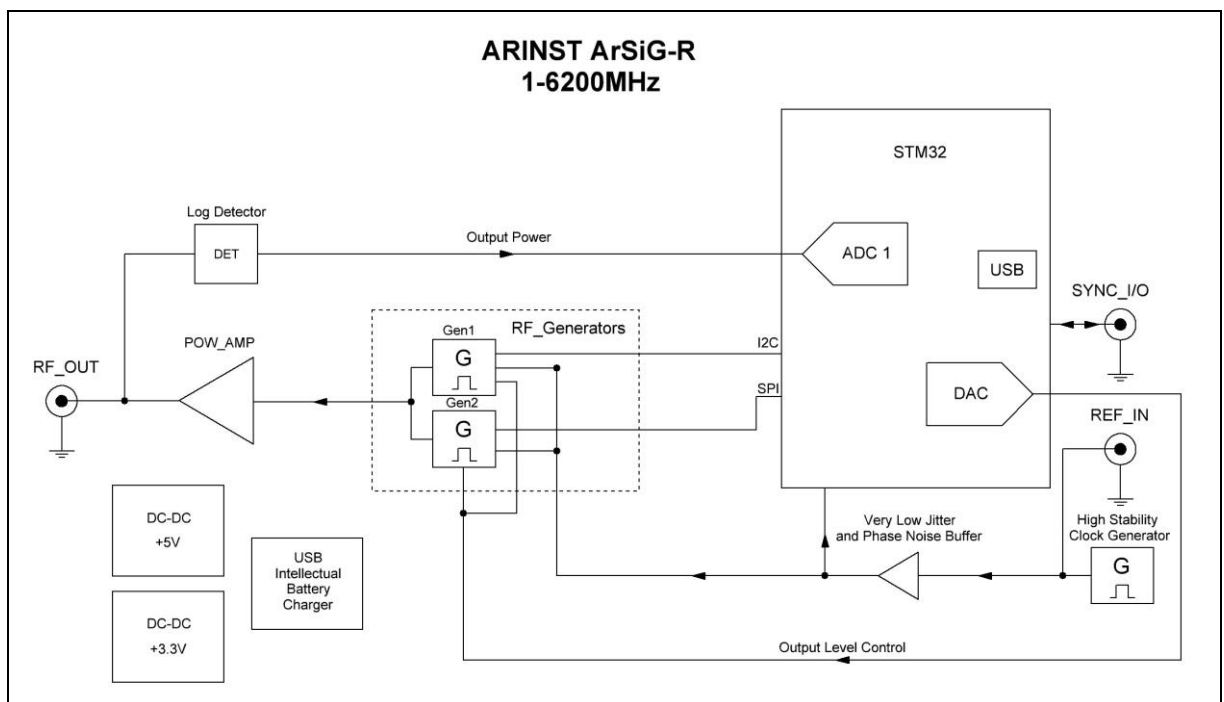 ARINST ArSiG-R
1-6200MHz
STM32
Log Detector
DET
Output Power
ADC 1
USB
SYNC_I/O
RF_Generators
Gen1
G
I2C
POW_AMP
RF_OUT
Gen2
G
SPI
DAC
REF_IN
DC-DC
+5V
USB
Intellectual
Battery
Charger
Very Low Jitter
and Phase Noise Buffer
High Stability
Clock Generator
G
DC-DC
+3.3V
Output Level Control